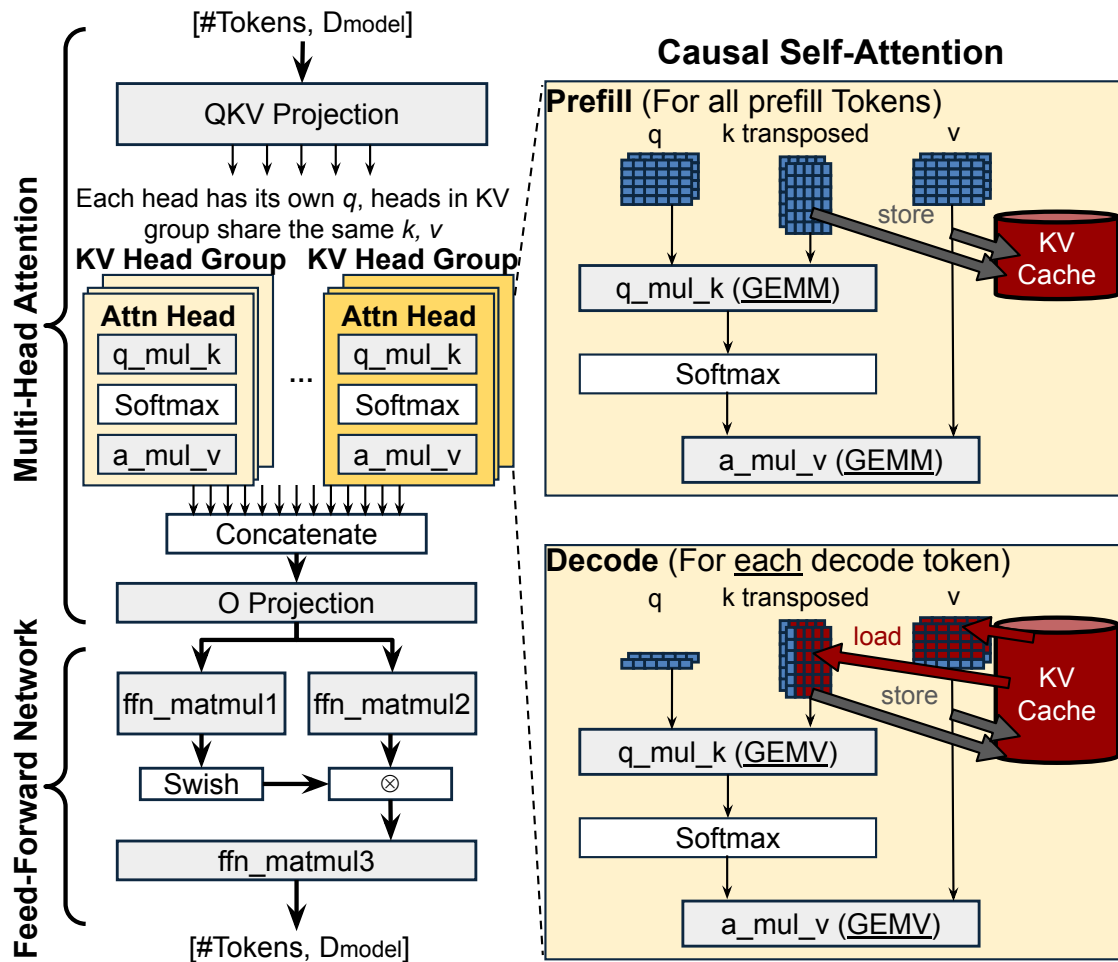 [#Tokens, Dmodel]
QKV Projection
Each head has its own q, heads in KV
group share the same k, v
KV Head Group
KV Head Group
Attn Head
q_mul_k
Softmax
a_mul_v
...
Attn Head
q_mul_k
Softmax
a_mul_v
Concatenate
O Projection
Multi-Head Attention
ffn_matmul1
ffn_matmul2
Swish
⊗
ffn_matmul3
[#Tokens, Dmodel]
Feed-Forward Network
Causal Self-Attention
Prefill (For all prefill Tokens)
q
k transposed
v
store
KV
Cache
q_mul_k (GEMM)
Softmax
a_mul_v (GEMM)
Decode (For each decode token)
q
k transposed
v
load
store
KV
Cache
q_mul_k (GEMV)
Softmax
a_mul_v (GEMV)